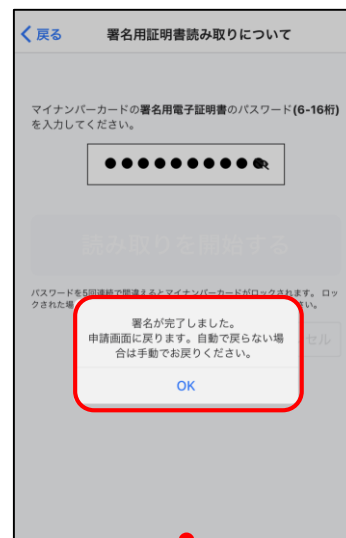 戻る 署名用証明書読み取りについて
マイナンバーカードの署名用電子証明書のパスワード(6-16桁)
を入力してください。
読み取りを開始する
パスワードを5回連続で間違えるとマイナンバーカードがロックされます。 ロッ
クされた場
さい。
署名が完了しました。
申請画面に戻ります。自動で戻らない場
合は手動でお戻りください。
セル
OK